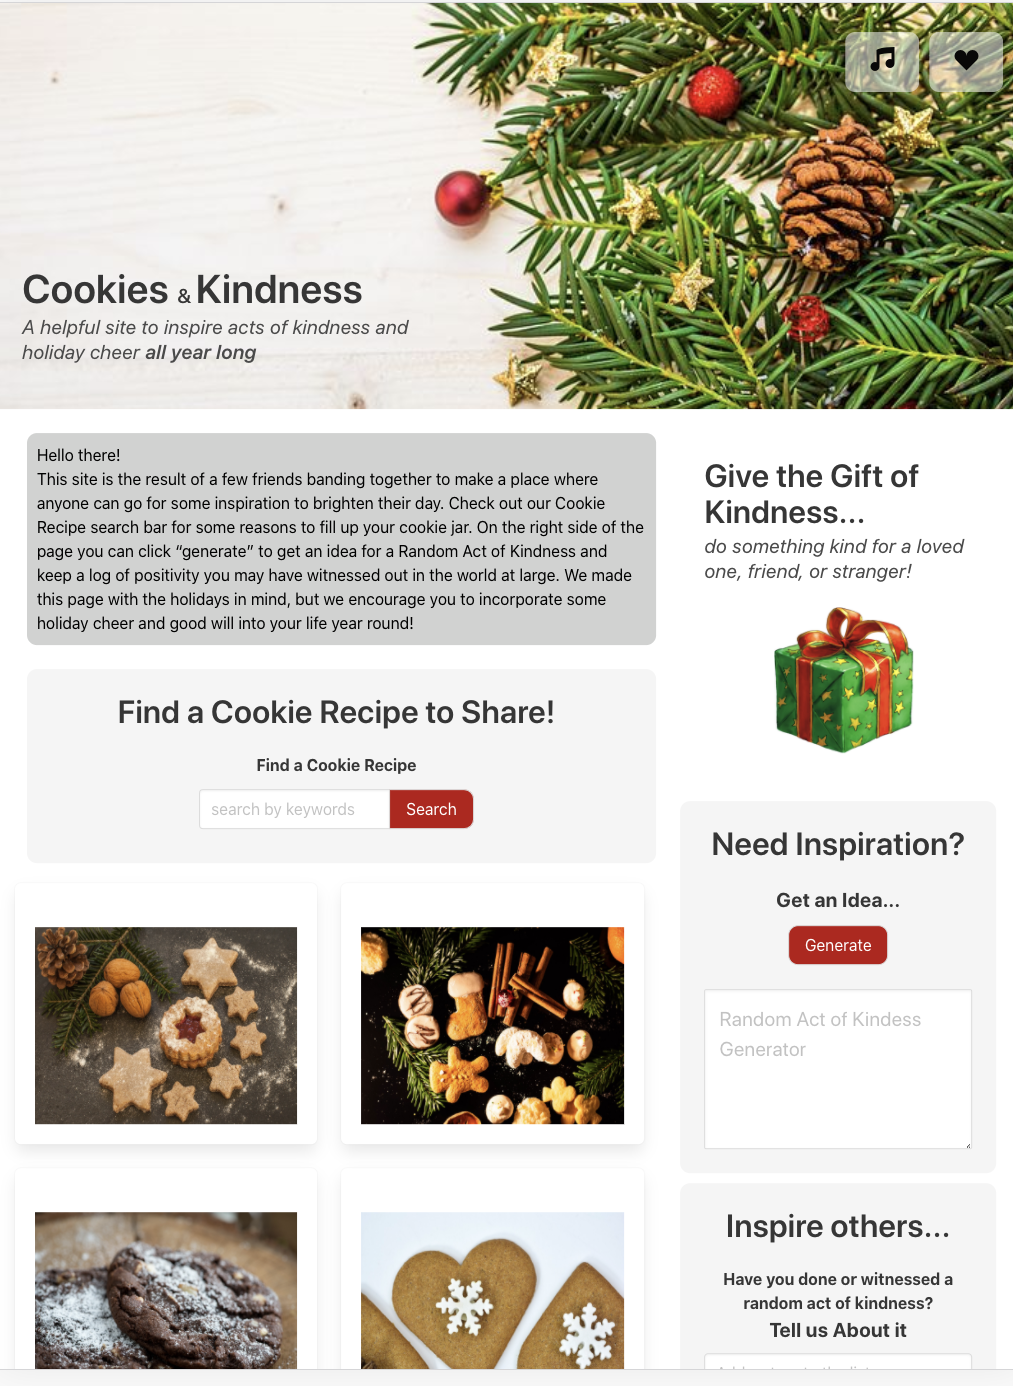 Cookies & Kindness
A helpful site to inspire acts of kindness and
holiday cheer all year long
Hello there!
This site is the result of a few friends banding together to make a place where
anyone can go for some inspiration to brighten their day. Check out our Cookie
Recipe search bar for some reasons to fill up your cookie jar. On the right side of the
page you can click “generate” to get an idea for a Random Act of Kindness and
keep a log of positivity you may have witnessed out in the world at large. We made
this page with the holidays in mind, but we encourage you to incorporate some
holiday cheer and good will into your life year round!
Find a Cookie Recipe to Share!
Find a Cookie Recipe
search by keywords
Search
Give the Gift of
Kindness...
do something kind for a loved
one, friend, or stranger!
Need Inspiration?
Get an Idea...
Generate
Random Act of Kindess
Generator
Inspire others...
Have you done or witnessed a
random act of kindness?
Tell us About it